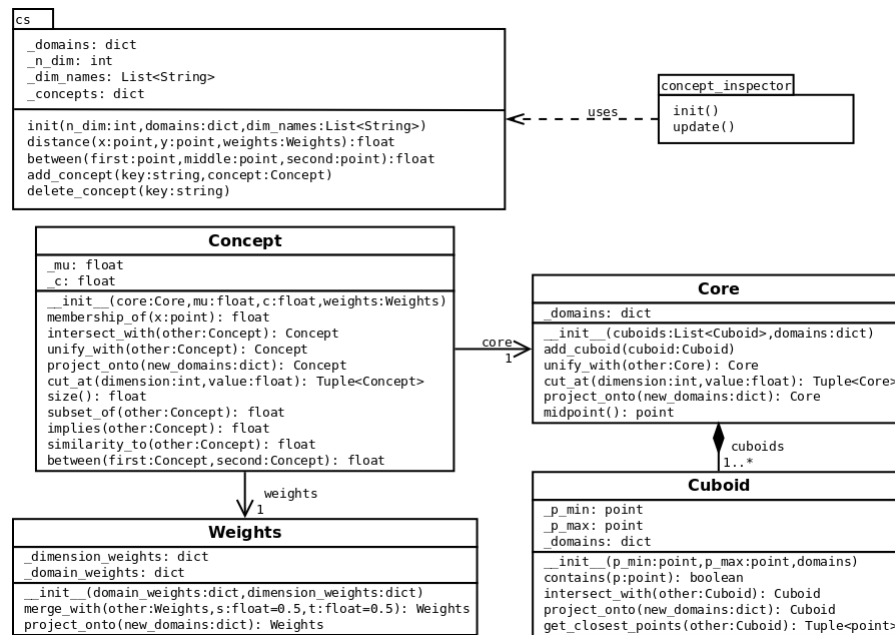 cs
_domains: dict
_n_dim: int
_dim_names: List<String>
_concepts: dict
init(n_dim:int,domains:dict,dim_names:List<String>)
distance(x:point,y:point,weights:Weights):float
between(first:point,middle:point,second:point):float
add_concept(key:string,concept:Concept)
delete_concept(key:string)
uses
concept_inspector
init()
update()
Concept
_mu: float
_c: float
__init__(core:Core,mu:float,c:float,weights:Weights)
membership_of(x:point): float
intersect_with(other:Concept): Concept
unify_with(other:Concept): Concept
project_onto(new_domains:dict): Concept
cut_at(dimension:int,value:float): Tuple<Concept>
size(): float
subset_of(other:Concept): float
implies(other:Concept): float
similarity_to(other:Concept): float
between(first:Concept,second:Concept): float
core
1
Core
_domains: dict
__init__(cuboids:List<Cuboid>,domains:dict)
add_cuboid(cuboid:Cuboid)
unify_with(other:Core): Core
cut_at(dimension:int,value:float): Tuple<Core>
project_onto(new_domains:dict): Core
midpoint(): point
cuboids
1..*
weights
1
Weights
_dimension_weights: dict
_domain_weights: dict
__init__(domain_weights:dict,dimension_weights:dict)
merge_with(other:Weights,s:float=0.5,t:float=0.5): Weights
project_onto(new_domains:dict): Weights
Cuboid
_p_min: point
_p_max: point
_domains: dict
__init__(p_min:point,p_max:point,domains)
contains(p:point): boolean
intersect_with(other:Cuboid): Cuboid
project_onto(new_domains:dict): Cuboid
get_closest_points(other:Cuboid): Tuple<point>